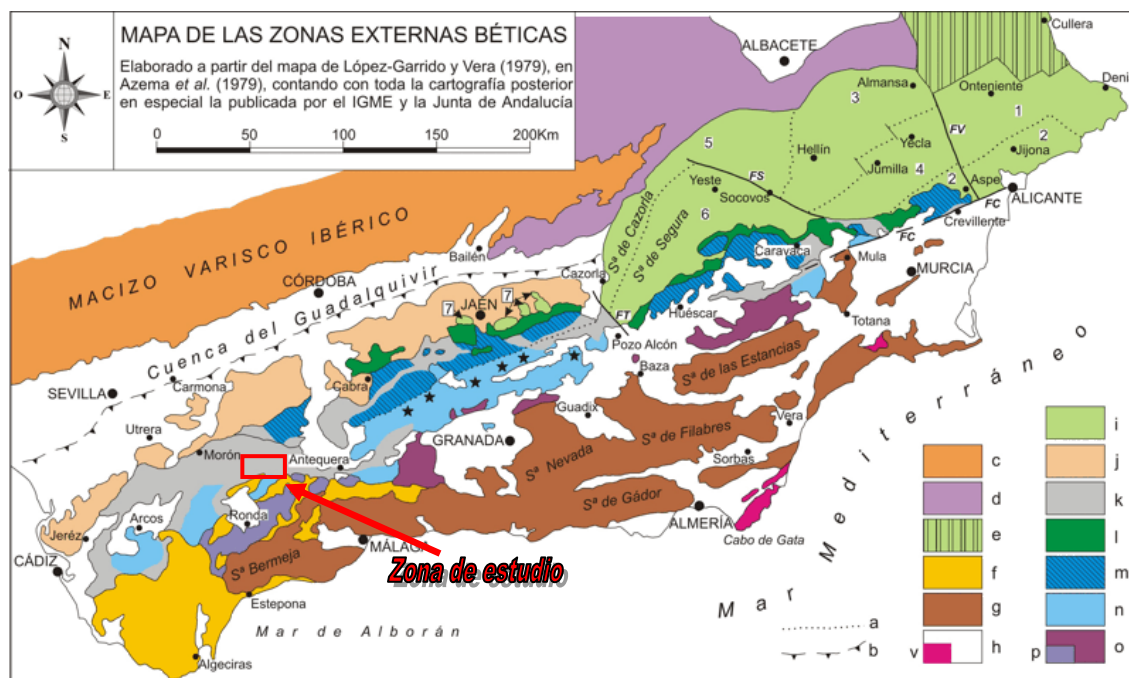 MAPA DE LAS ZONAS EXTERNAS BÉTICAS
Elaborado a partir del mapa de López-Garrido y Vera (1979), en
Azema et al. (1979), contando con toda la cartografía posterior
en especial la publicada por el IGME y la Junta de Andalucía
N
O
E
S
0 50 100 150 200Km
Cullera
ALBACETE
Almansa
Onteniente
Deni
3
1
FV
5
Hellín
Yecla
2
Jijona
Jumilla
4
Yeste
FS
Socovos
2
Aspe
ALICANTE
6
FC
Crevillente
Sª de Cazorla
Sª de Segura
MACIZO VARISCO IBÉRICO
Bailén
Caravaca
FC
Mula
MURCIA
CÓRDOBA
Cazorla
7
7
JAÉN
Huéscar
FT
Totana
Cuenca del Guadalquivir
Pozo Alcón
Baza
Sª de las Estancias
SEVILLA
Carmona
Cabra
Guadix
Vera
Utrera
GRANADA
Sª de Filabres
Morón
Antequera
Sª Nevada
Sorbas
Arcos
Ronda
Sª de Gádor
Jeréz
ALMERÍA
CÁDIZ
Sª Bermeja
MÁLAGA
Cabo de Gata
Zona de estudio
Estepona
Mar de Alborán
Algeciras
Mar Mediterráneo
i
c
j
d
k
e
l
f
m
g
n
a
b
v
h
p
o